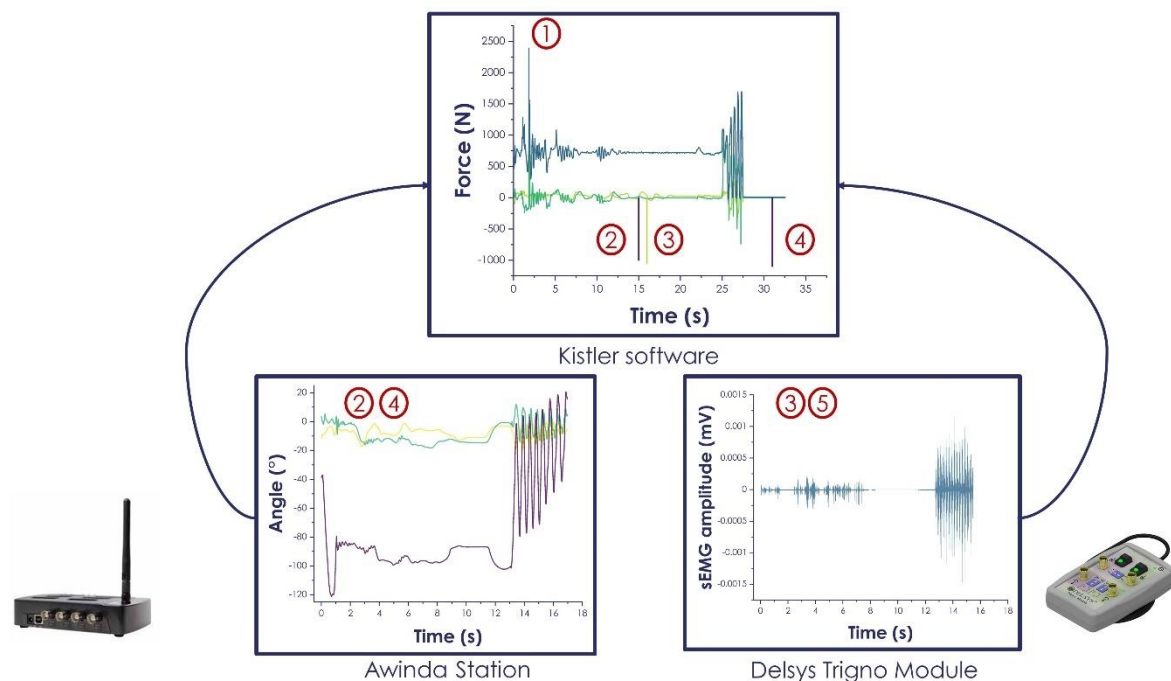 ①
2500
2000
1500
1000
500
0
-500
-1000
Force (N)
② ③ ④
0 5 10 15 20 25 30 35
Time (s)
Kistler software
② ④
20
0
-20
-40
-60
-80
-100
-120
Angle (°)
0 2 4 6 8 10 12 14 16 18
Time (s)
Awinda Station
③ ⑤
0.0015
0.001
0.0005
0
-0.0005
-0.001
-0.0015
sEMG amplitude (mV)
0 2 4 6 8 10 12 14 16 18
Time (s)
Delsys Trigno Module